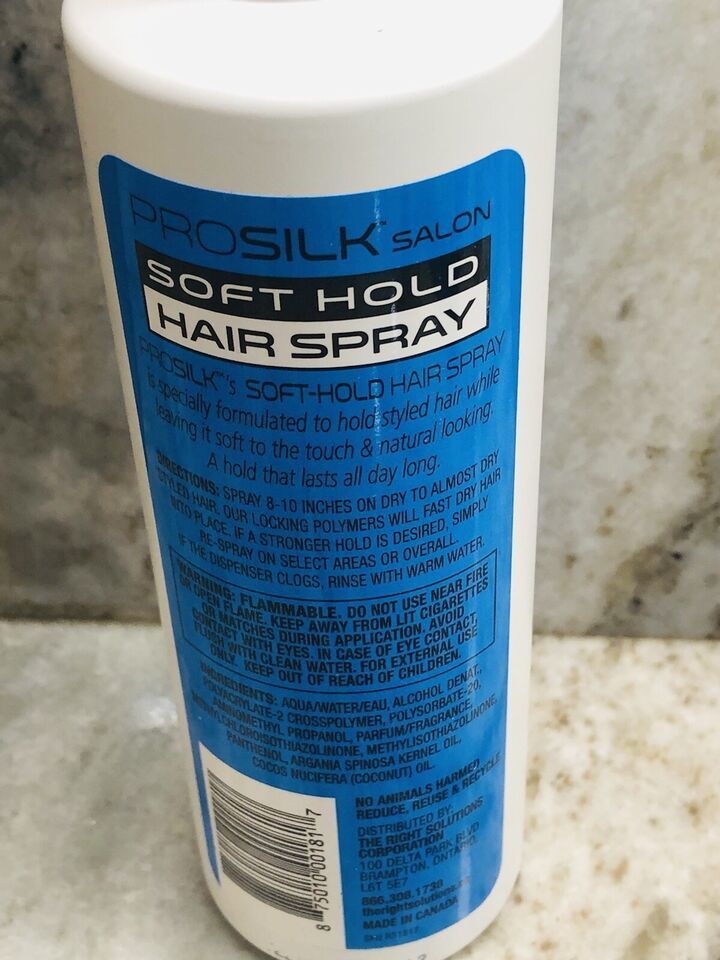 PROSILK™ SALON
SOFT HOLD
HAIR SPRAY
PROSILK™'s SOFT-HOLD HAIR SPRAY
is specially formulated to hold styled hair while
leaving it soft to the touch & natural looking.
A hold that lasts all day long.
DIRECTIONS: SPRAY 8-10 INCHES ON DRY TO ALMOST DRY
STYLED HAIR. OUR LOCKING POLYMERS WILL FAST DRY HAIR
INTO PLACE. IF A STRONGER HOLD IS DESIRED, SIMPLY
RE-SPRAY ON SELECT AREAS OR OVERALL.
IF THE DISPENSER CLOGS, RINSE WITH WARM WATER.
WARNING: FLAMMABLE. DO NOT USE NEAR FIRE
OR OPEN FLAME. KEEP AWAY FROM LIT CIGARETTES
OR MATCHES DURING APPLICATION. AVOID
CONTACT WITH EYES. IN CASE OF EYE CONTACT,
FLUSH WITH CLEAN WATER. FOR EXTERNAL USE
ONLY. KEEP OUT OF REACH OF CHILDREN.
INGREDIENTS: AQUA/WATER/EAU, ALCOHOL DENAT.,
POLYACRYLATE-2 CROSSPOLYMER, POLYSORBATE-20,
AMINOMETHYL PROPANOL, PARFUM/FRAGRANCE,
METHYLCHLOROISOTHIAZOLINONE, METHYLISOTHIAZOLINONE,
PANTHENOL, ARGANIA SPINOSA KERNEL OIL,
COCOS NUCIFERA (COCONUT) OIL.
NO ANIMALS HARMED
REDUCE, REUSE & RECYCLE
DISTRIBUTED BY:
THE RIGHT SOLUTIONS
CORPORATION
100 DELTA PARK BLVD
BRAMPTON, ONTARIO,
L6T 5E7
866.308.1738
MADE IN CANADA
8 75010 00181 7